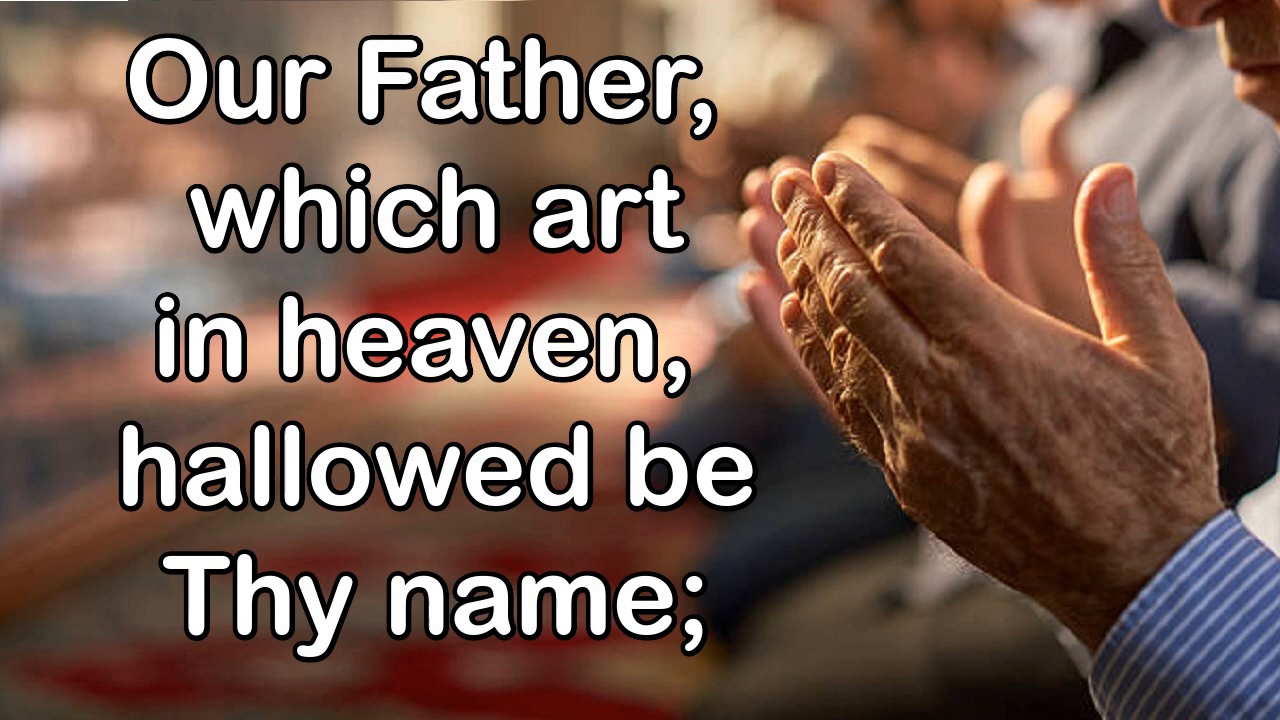 Our Father,
which art
in heaven,
hallowed be
Thy name;